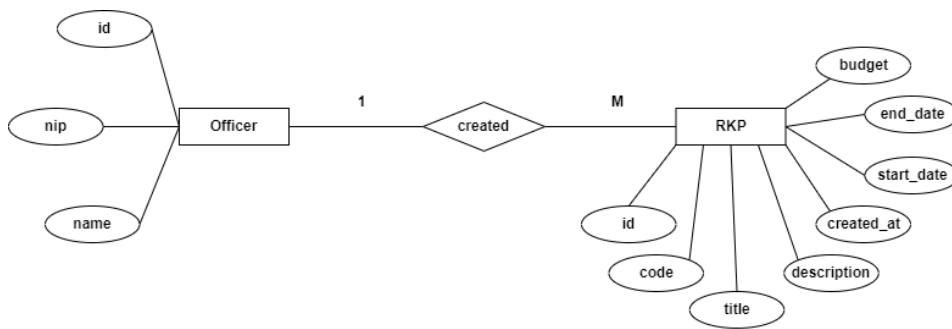 id
budget
1
M
end_date
nip
Officer
created
RKP
start_date
name
id
created_at
code
description
title